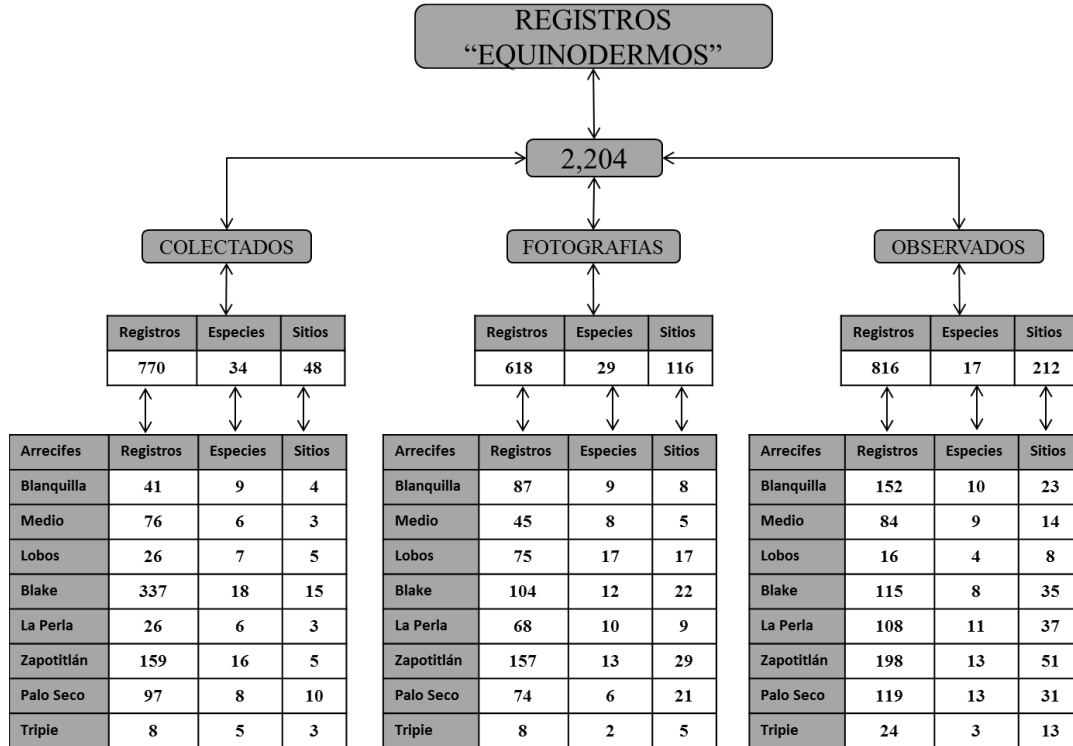 REGISTROS
“EQUINODERMOS”
2,204
COLECTADOS
Registros Especies Sitios
770 34 48
Arrecifes Registros Especies Sitios
Blanquilla 41 9 4
Medio 76 6 3
Lobos 26 7 5
Blake 337 18 15
La Perla 26 6 3
Zapotitlán 159 16 5
Palo Seco 97 8 10
Tripie 8 5 3
FOTOGRAFIAS
Registros Especies Sitios
618 29 116
Arrecifes Registros Especies Sitios
Blanquilla 87 9 8
Medio 45 8 5
Lobos 75 17 17
Blake 104 12 22
La Perla 68 10 9
Zapotitlán 157 13 29
Palo Seco 74 6 21
Tripie 8 2 5
OBSERVADOS
Registros Especies Sitios
816 17 212
Arrecifes Registros Especies Sitios
Blanquilla 152 10 23
Medio 84 9 14
Lobos 16 4 8
Blake 115 8 35
La Perla 108 11 37
Zapotitlán 198 13 51
Palo Seco 119 13 31
Tripie 24 3 13